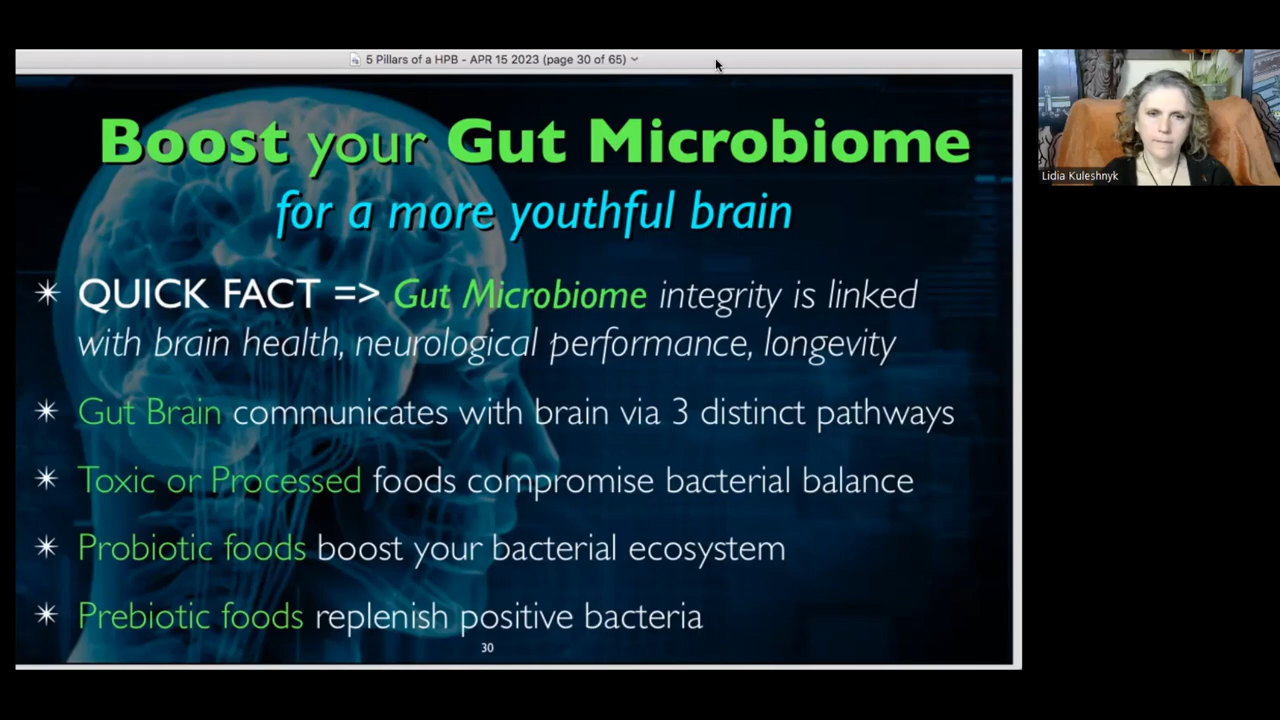 5 Pillars of a HPB - APR 15 2023 (page 30 of 65)
Boost your Gut Microbiome
for a more youthful brain
QUICK FACT => Gut Microbiome integrity is linked
with brain health, neurological performance, longevity
Gut Brain communicates with brain via 3 distinct pathways
Toxic or Processed foods compromise bacterial balance
Probiotic foods boost your bacterial ecosystem
Prebiotic foods replenish positive bacteria
30
Lidia Kuleshnyk